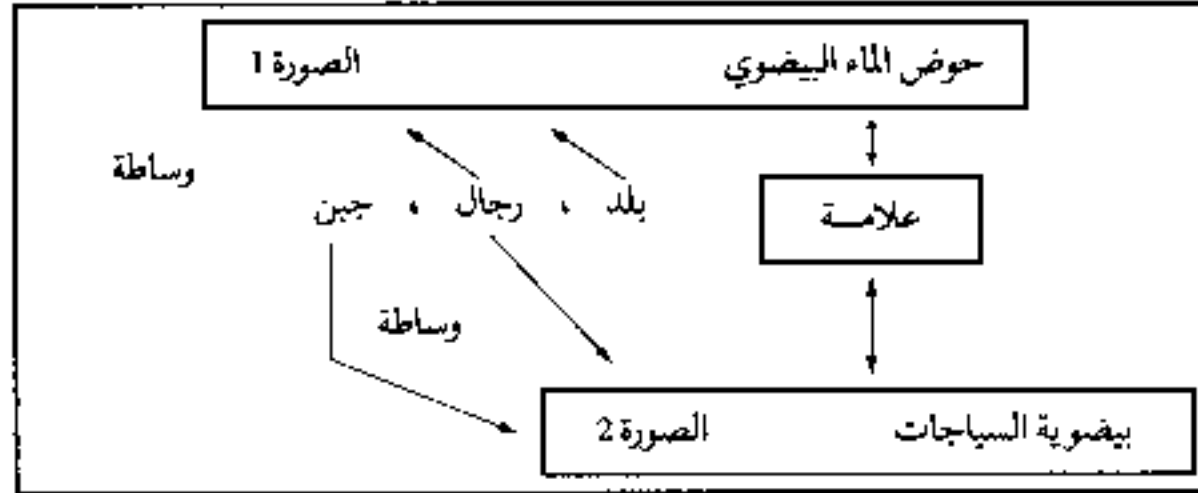 حوض الماء البيضوي الصورة 1
وساطة
بلد ، رجال ، جبن
علامـــة
وساطة
بيضوية السياجات الصورة 2